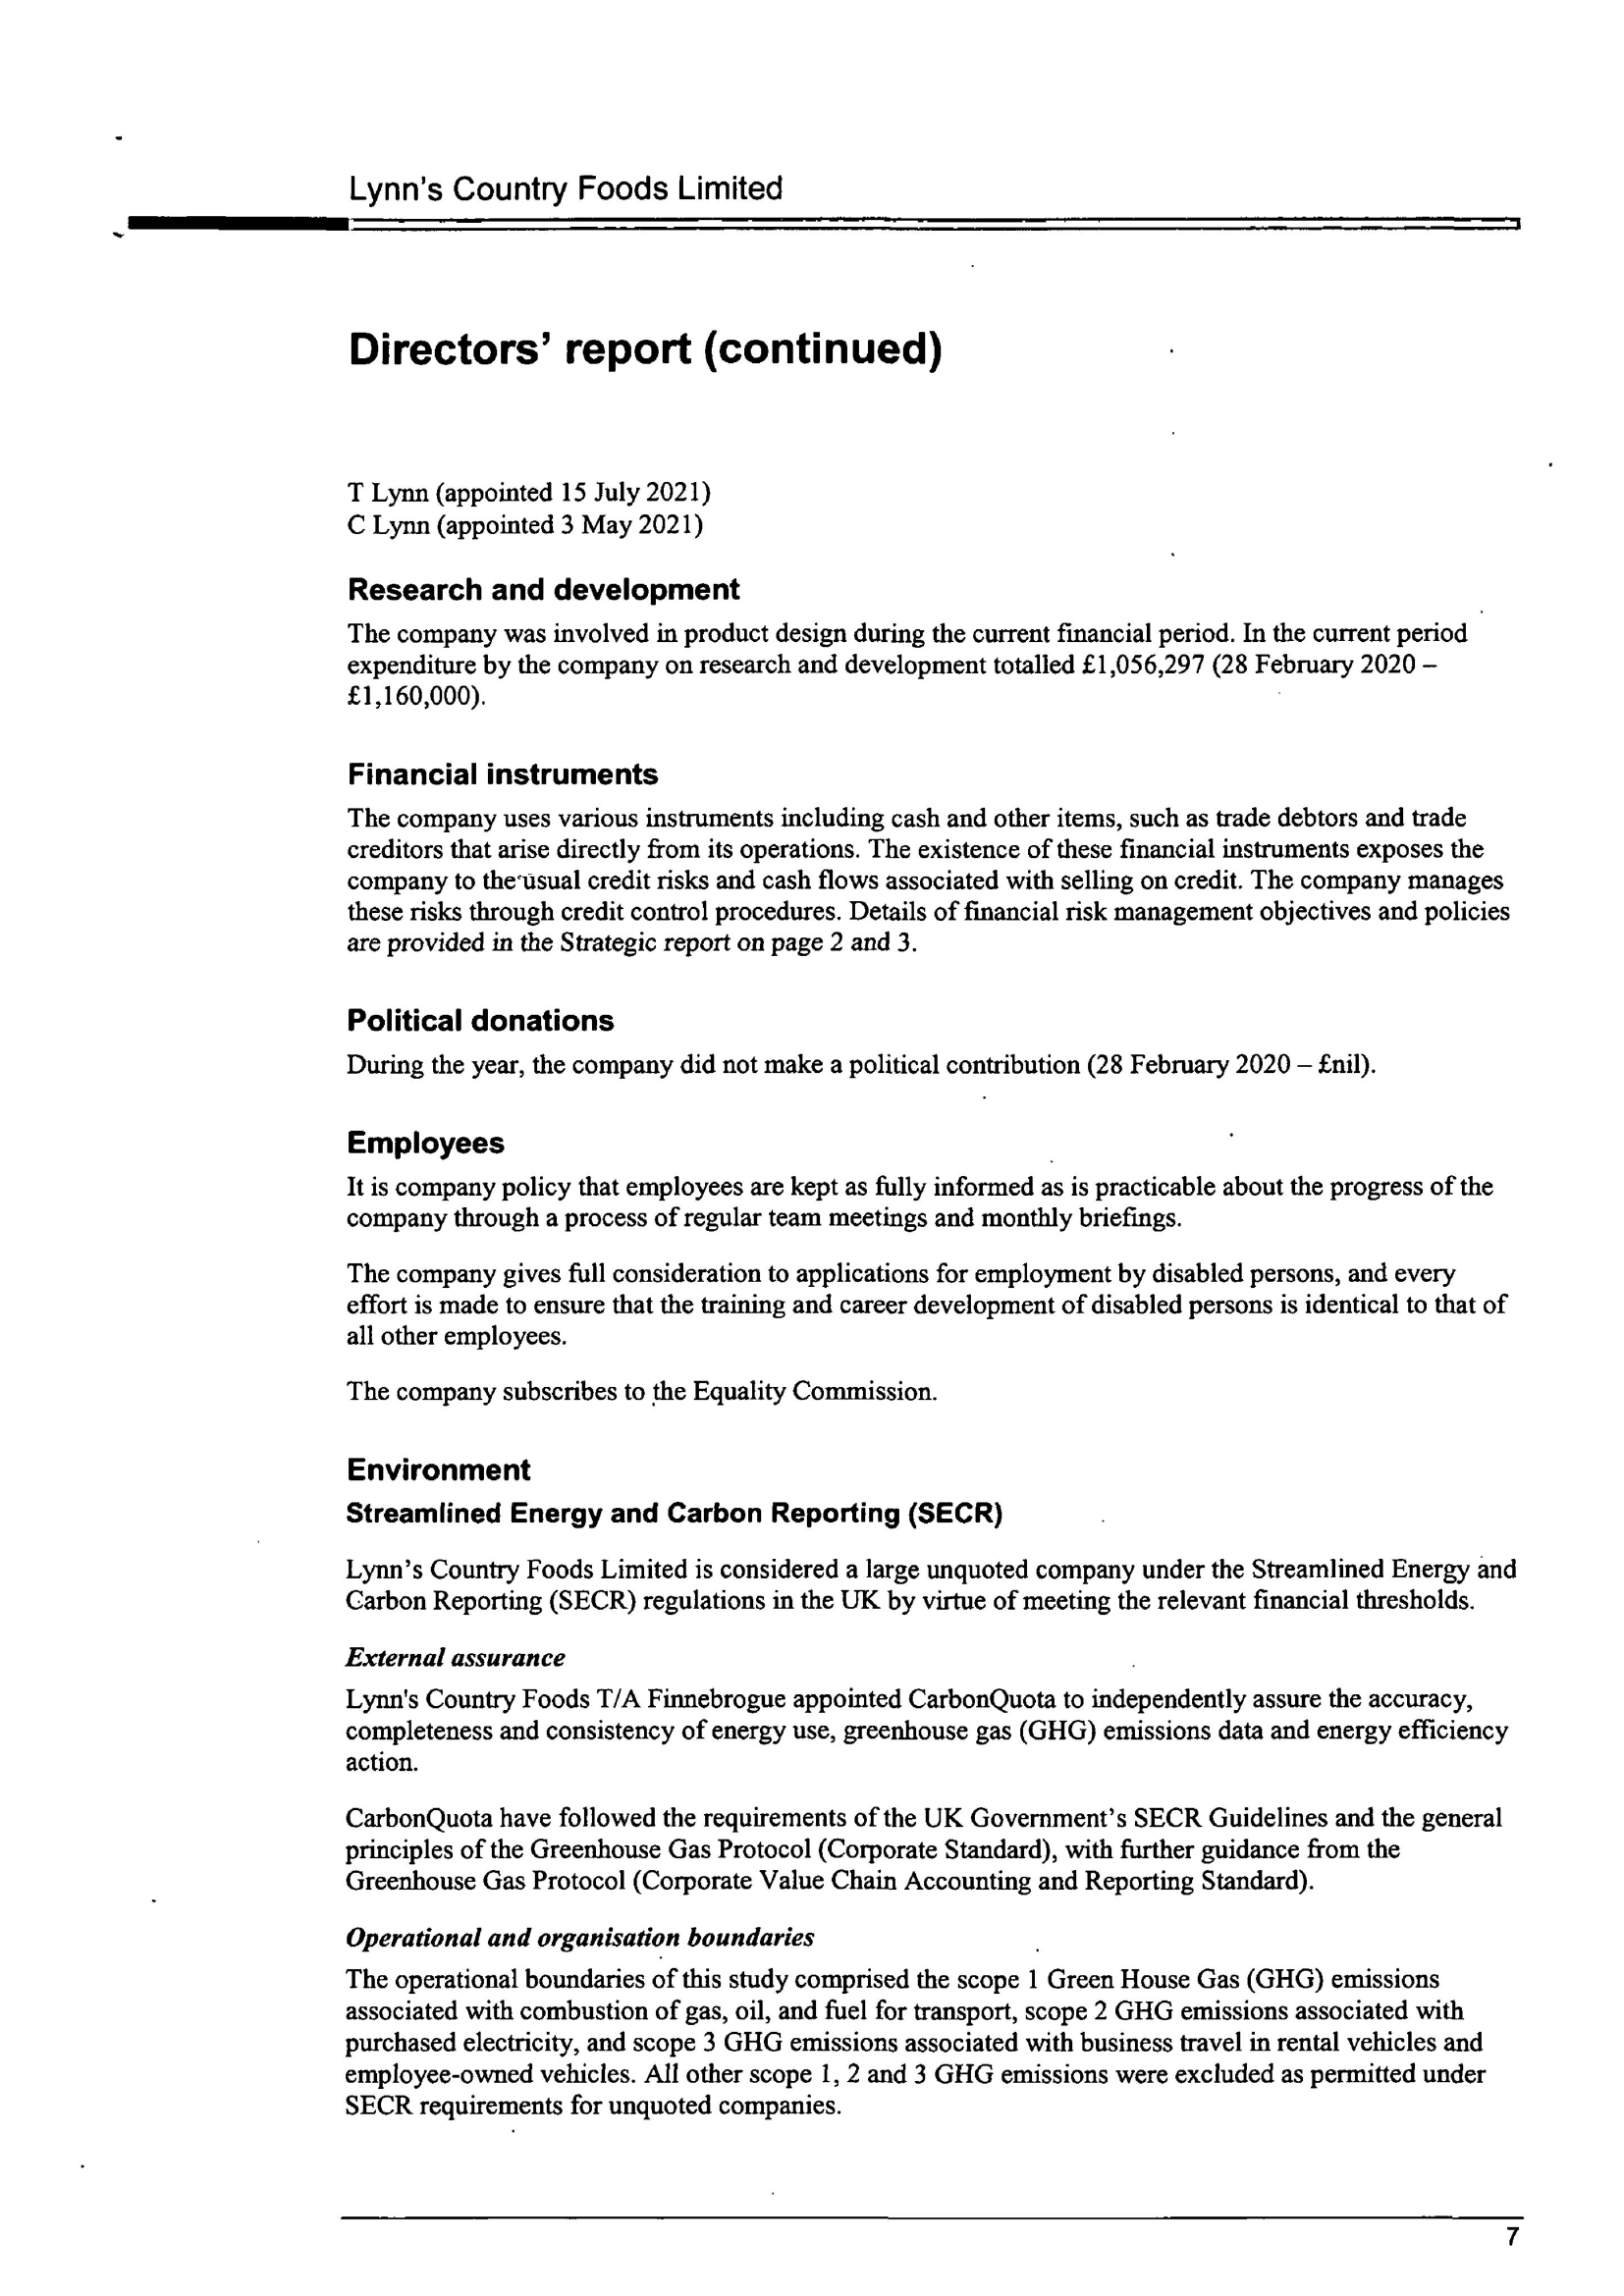 Lynn's Country Foods Limited
Directors' report (continued)
T Lynn (appointed 15 July 2021)
C Lynn (appointed 3 May 2021)
Research and development
The company was involved in product design during the current financial period. In the current period
expenditure by the company on research and development totalled £1,056,297 (28 February 2020 –
£1,160,000).
Financial instruments
The company uses various instruments including cash and other items, such as trade debtors and trade
creditors that arise directly from its operations. The existence of these financial instruments exposes the
company to the usual credit risks and cash flows associated with selling on credit. The company manages
these risks through credit control procedures. Details of financial risk management objectives and policies
are provided in the Strategic report on page 2 and 3.
Political donations
During the year, the company did not make a political contribution (28 February 2020 – £nil).
Employees
It is company policy that employees are kept as fully informed as is practicable about the progress of the
company through a process of regular team meetings and monthly briefings.
The company gives full consideration to applications for employment by disabled persons, and every
effort is made to ensure that the training and career development of disabled persons is identical to that of
all other employees.
The company subscribes to the Equality Commission.
Environment
Streamlined Energy and Carbon Reporting (SECR)
Lynn's Country Foods Limited is considered a large unquoted company under the Streamlined Energy and
Carbon Reporting (SECR) regulations in the UK by virtue of meeting the relevant financial thresholds.
External assurance
Lynn's Country Foods T/A Finnebrogue appointed CarbonQuota to independently assure the accuracy,
completeness and consistency of energy use, greenhouse gas (GHG) emissions data and energy efficiency
action.
CarbonQuota have followed the requirements of the UK Government's SECR Guidelines and the general
principles of the Greenhouse Gas Protocol (Corporate Standard), with further guidance from the
Greenhouse Gas Protocol (Corporate Value Chain Accounting and Reporting Standard).
Operational and organisation boundaries
The operational boundaries of this study comprised the scope 1 Green House Gas (GHG) emissions
associated with combustion of gas, oil, and fuel for transport, scope 2 GHG emissions associated with
purchased electricity, and scope 3 GHG emissions associated with business travel in rental vehicles and
employee-owned vehicles. All other scope 1, 2 and 3 GHG emissions were excluded as permitted under
SECR requirements for unquoted companies.
7